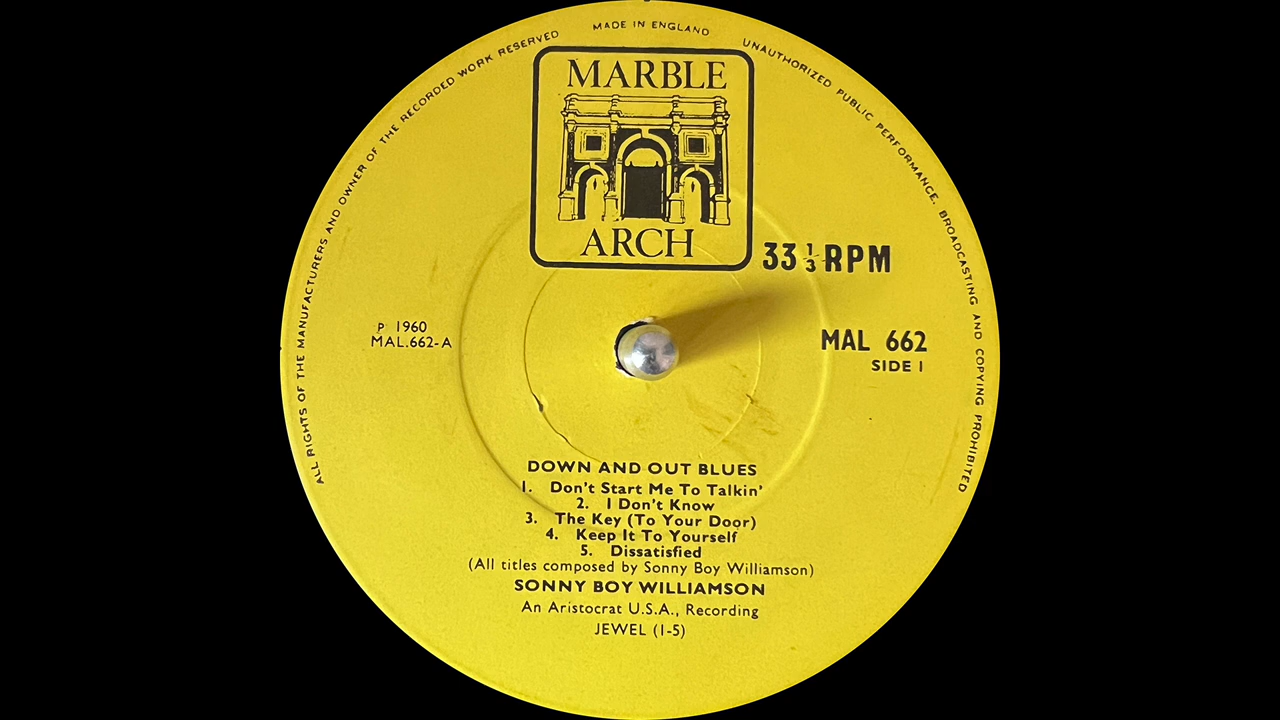 ALL RIGHTS OF THE MANUFACTURERS AND OWNER OF THE RECORDED WORK RESERVED
MADE IN ENGLAND
UNAUTHORIZED PUBLIC PERFORMANCE, BROADCASTING AND COPYING PROHIBITED
MARBLE
ARCH
33 1/3 RPM
P 1960
MAL.662-A
MAL 662
SIDE 1
DOWN AND OUT BLUES
1. Don't Start Me To Talkin'
2. I Don't Know
3. The Key (To Your Door)
4. Keep It To Yourself
5. Dissatisfied
(All titles composed by Sonny Boy Williamson)
SONNY BOY WILLIAMSON
An Aristocrat U.S.A., Recording
JEWEL (1-5)